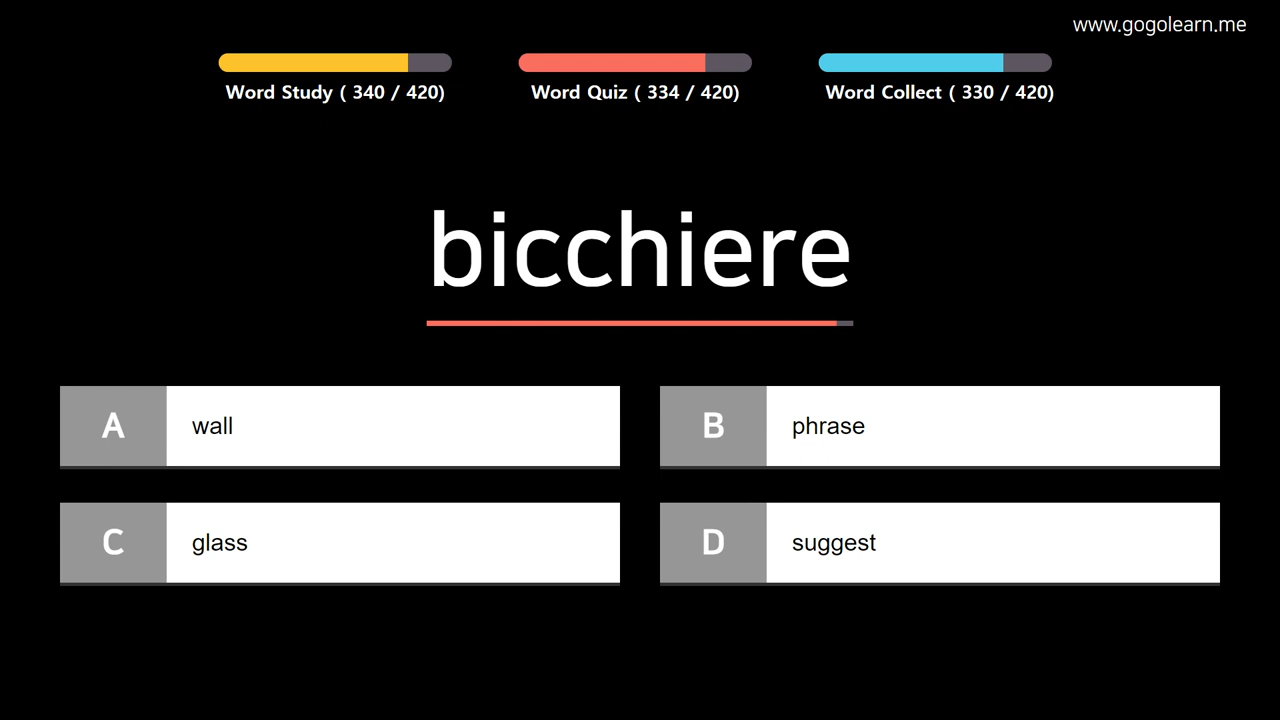 www.gogolearn.me
Word Study ( 340 / 420)
Word Quiz ( 334 / 420)
Word Collect ( 330 / 420)
bicchiere
A wall
B phrase
C glass
D suggest